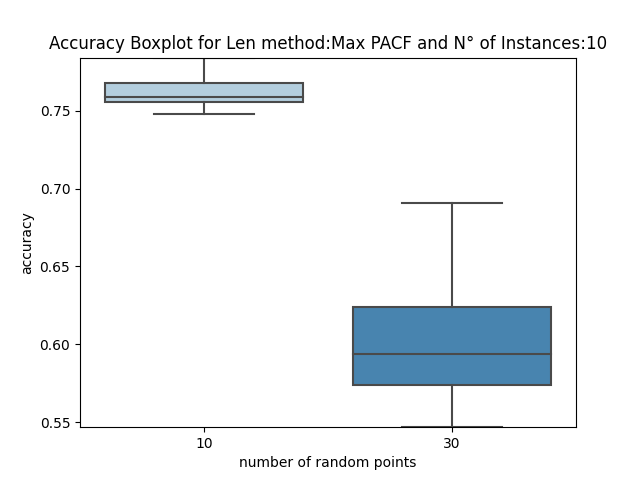 Accuracy Boxplot for Len method:Max PACF and N° of Instances:10
0.75
0.70
0.65
0.60
0.55
accuracy
10 30
number of random points